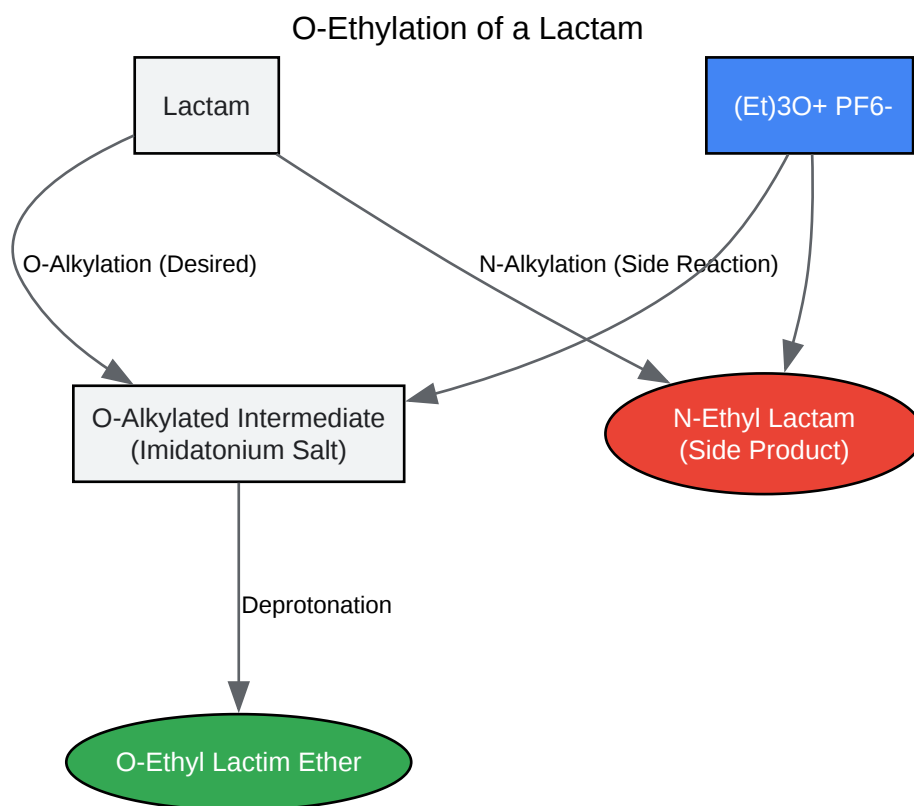 O-Ethylation of a Lactam
Lactam
(Et)3O+ PF6-
O-Alkylation (Desired)
N-Alkylation (Side Reaction)
O-Alkylated Intermediate
(Imidatonium Salt)
N-Ethyl Lactam
(Side Product)
Deprotonation
O-Ethyl Lactim Ether